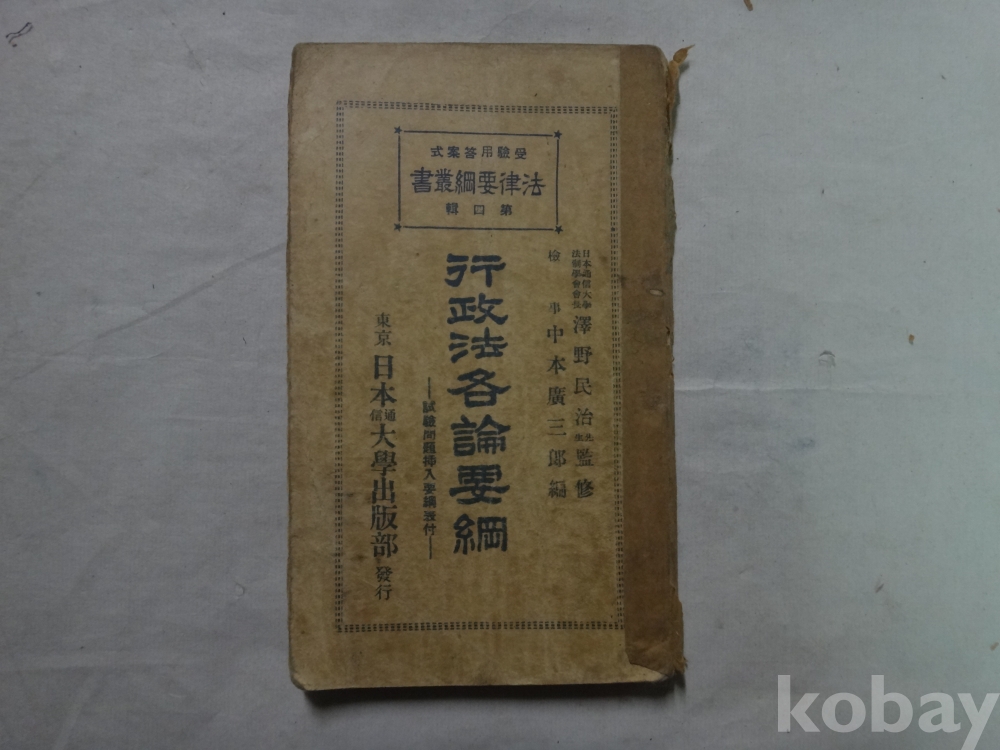 受驗用答案式
法律要綱叢書
第四輯
日本通信大學
法制學會會長
澤野民治先生監修
檢事 中本廣三郎編
行政法各論要綱
―試驗問題挿入要綱表付―
東京 日本通信大學出版部 發行
kobay